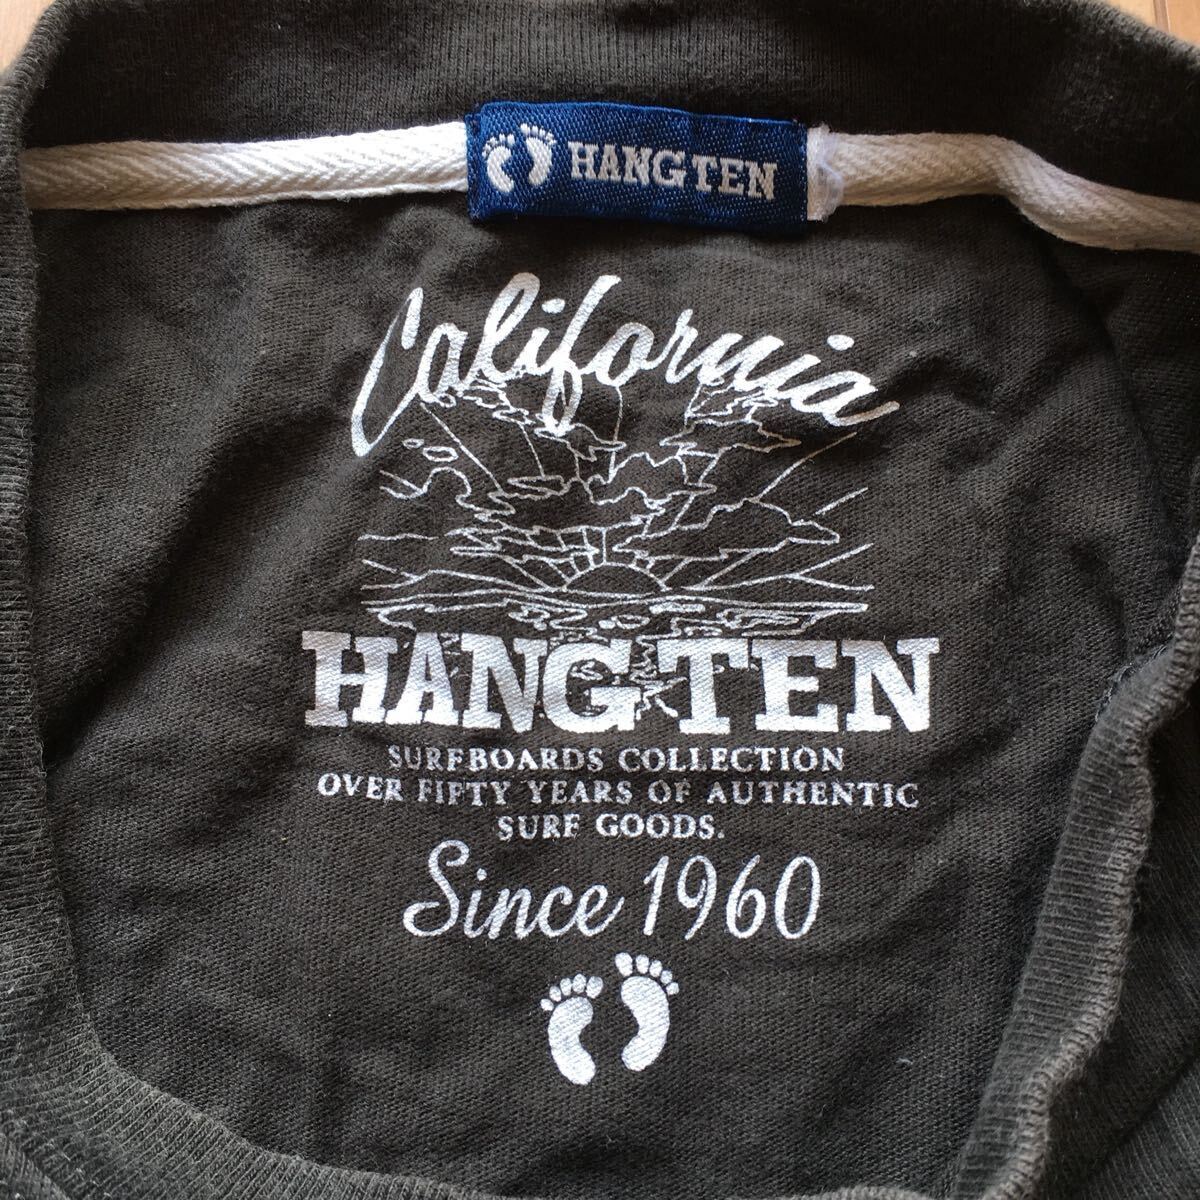 HANG TEN
California
HANG TEN
SURFBOARDS COLLECTION
OVER FIFTY YEARS OF AUTHENTIC
SURF GOODS.
Since 1960